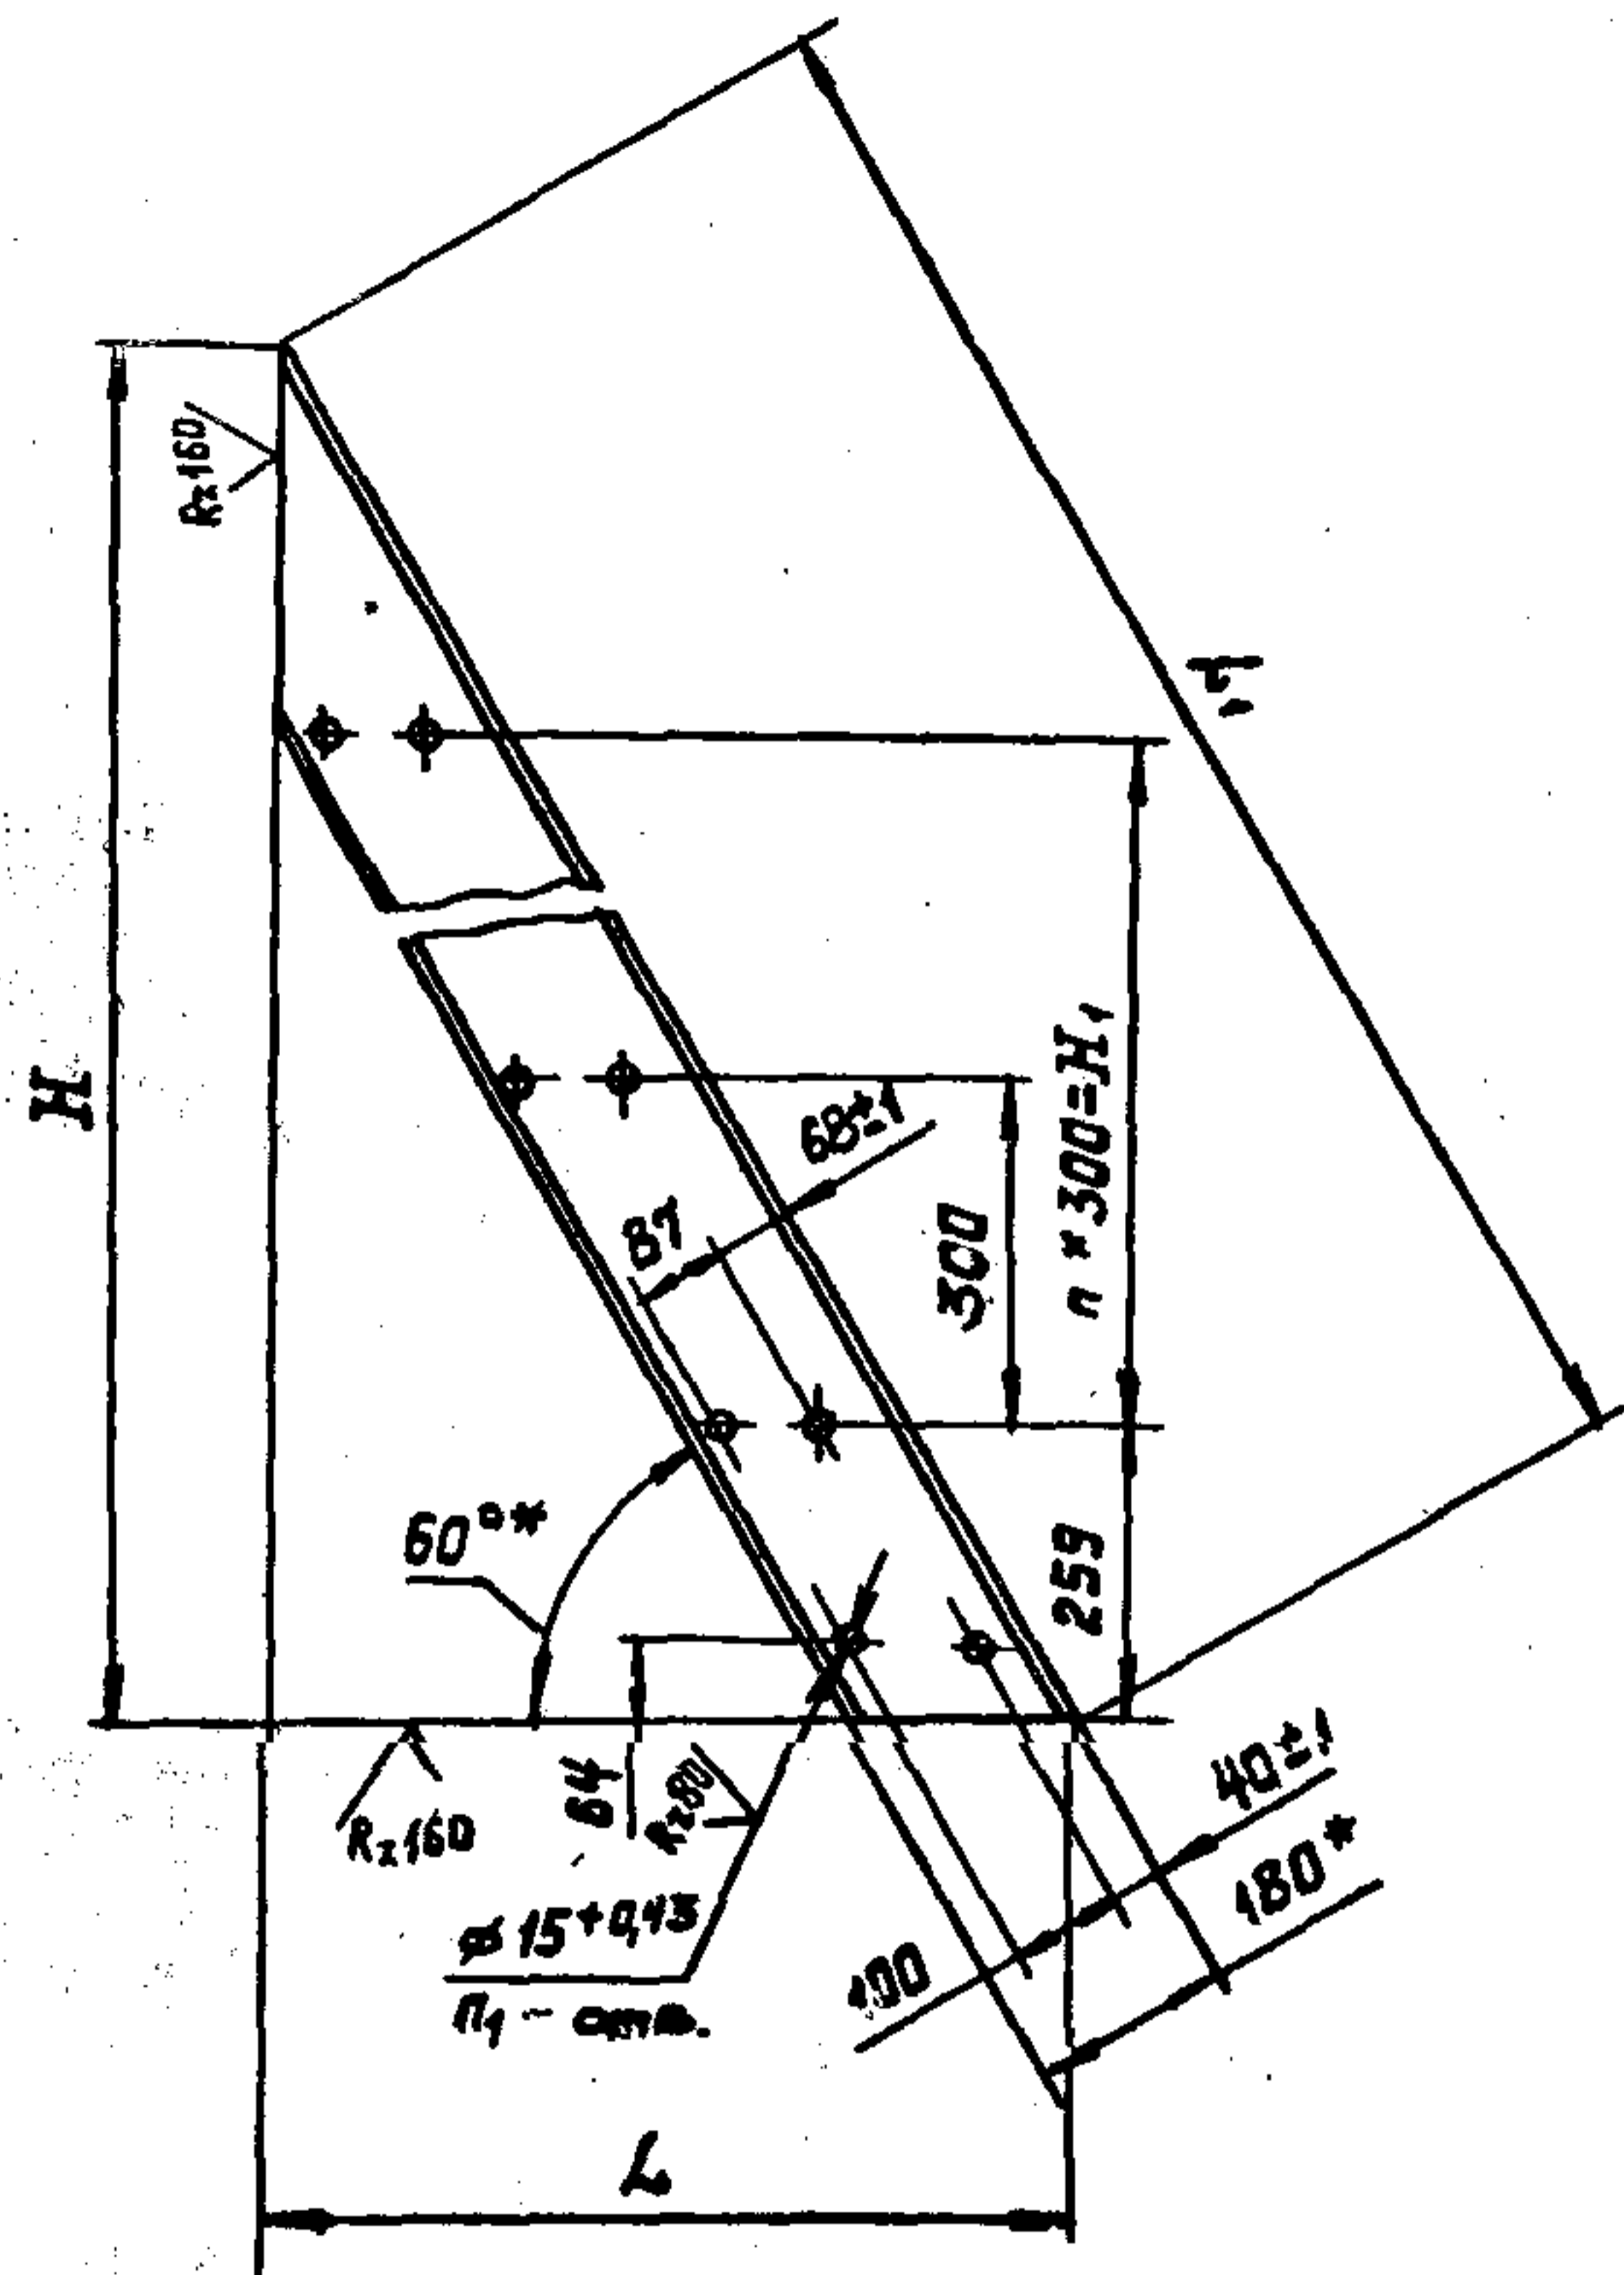 Rz160
L₁
H
68±1
n*300=H₁
87
300
60°*
259
64
Rz80
40±1
Rz160
180*
Ø15+0,43
100
n₁ - отв.
L